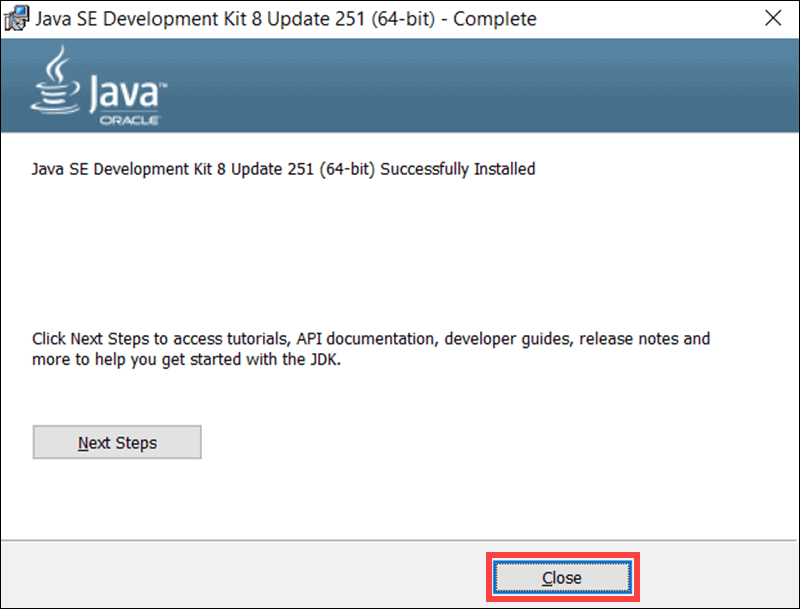 Java SE Development Kit 8 Update 251 (64-bit) - Complete
Java™
ORACLE
Java SE Development Kit 8 Update 251 (64-bit) Successfully Installed
Click Next Steps to access tutorials, API documentation, developer guides, release notes and
more to help you get started with the JDK.
Next Steps
Close